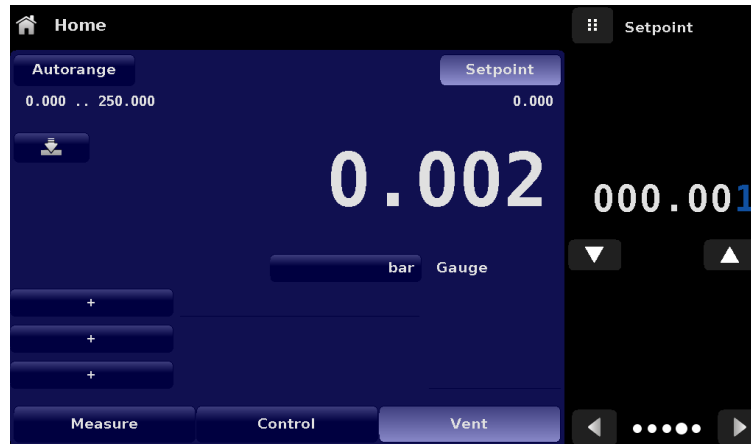 Home
Setpoint
Autorange
Setpoint
0.000 .. 250.000
0.000
0.002
000.001
bar
Gauge
+
+
+
Measure
Control
Vent